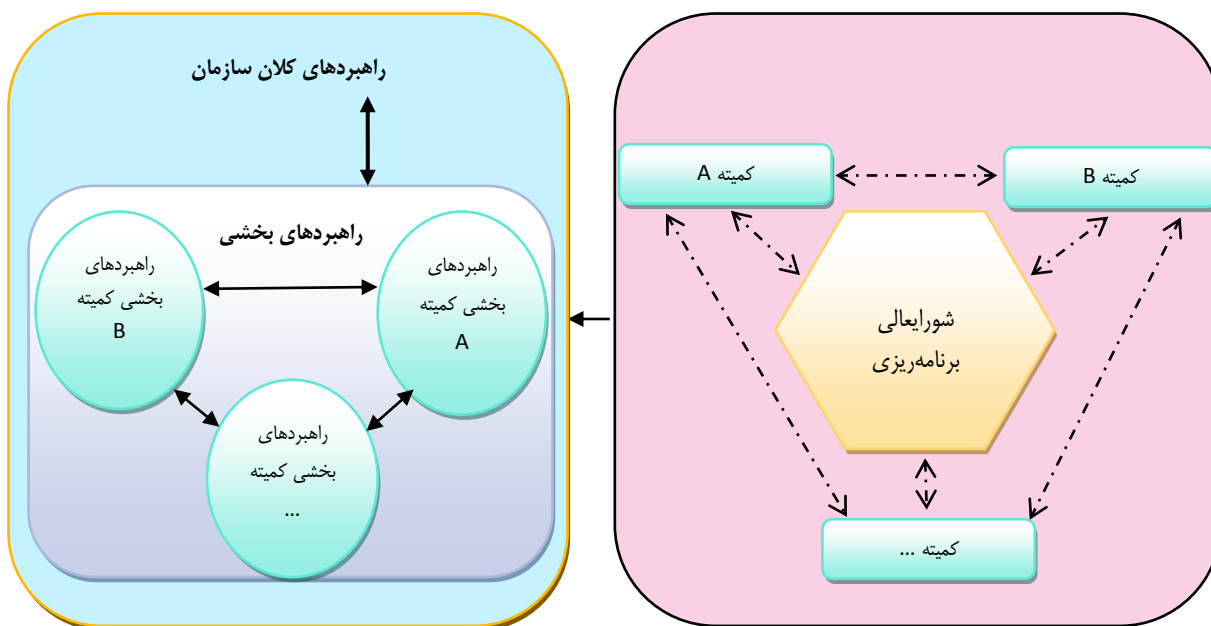 کمیته A
کمیته B
شورایعالی
برنامه‌ریزی
کمیته ...
راهبردهای کلان سازمان
راهبردهای بخشی
راهبردهای
بخشی کمیته
A
راهبردهای
بخشی کمیته
B
راهبردهای
بخشی کمیته
...